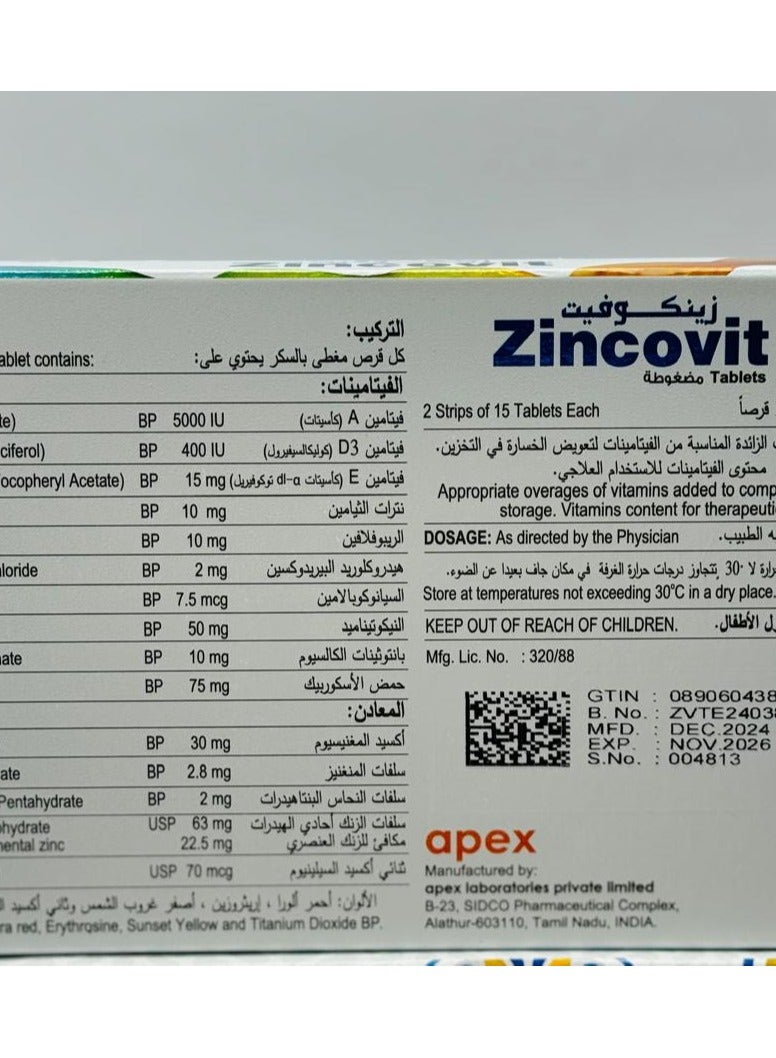 Zincovit
التركيب:
ablet contains: كل قرص مغطى بالسكر يحتوي على:
الفيتامينات:
te) BP 5000 IU فيتامين A (كأسيتات)
ciferol) BP 400 IU فيتامين D3 (كوليكالسيفيرول)
ocopheryl Acetate) BP 15 mg فيتامين E (كأسيتات dl-α توكوفيريل)
BP 10 mg نترات الثيامين
BP 10 mg الريبوفلافين
loride BP 2 mg هيدروكلوريد البيريدوكسين
BP 7.5 mcg السيانوكوبالامين
BP 50 mg النيكوتيناميد
ate BP 10 mg بانتوثينات الكالسيوم
BP 75 mg حمض الأسكوربيك
المعادن:
BP 30 mg أكسيد المغنيسيوم
ate BP 2.8 mg سلفات المنغنيز
Pentahydrate BP 2 mg سلفات النحاس البنتاهيدرات
ohydrate USP 63 mg سلفات الزنك أحادي الهيدرات
mental zinc 22.5 mg مكافئ للزنك العنصري
USP 70 mcg ثنائي أكسيد السيلينيوم
الألوان: أحمر ألورا ، إريثروزين ، أصفر غروب الشمس وثاني أكسيد
ra red, Erythrosine, Sunset Yellow and Titanium Dioxide BP.
زينكوفيت
Zincovit
Tablets مضغوطة
2 Strips of 15 Tablets Each قرصاً
الزائدة المناسبة من الفيتامينات لتعويض الخسارة في التخزين.
محتوى الفيتامينات للاستخدام العلاجي.
Appropriate overages of vitamins added to comp
storage. Vitamins content for therapeuti
DOSAGE: As directed by the Physician ه الطبيب.
رارة لا ٣٠° تتجاوز درجات حرارة الغرفة في مكان جاف بعيدا عن الضوء.
Store at temperatures not exceeding 30°C in a dry place.
KEEP OUT OF REACH OF CHILDREN. ل الأطفال.
Mfg. Lic. No. : 320/88
GTIN : 089060438
B. No. : ZVTE2403
MFD. : DEC.2024
EXP. : NOV.2026
S.No. : 004813
apex
Manufactured by:
apex laboratories private limited
B-23, SIDCO Pharmaceutical Complex,
Alathur-603110, Tamil Nadu, INDIA.